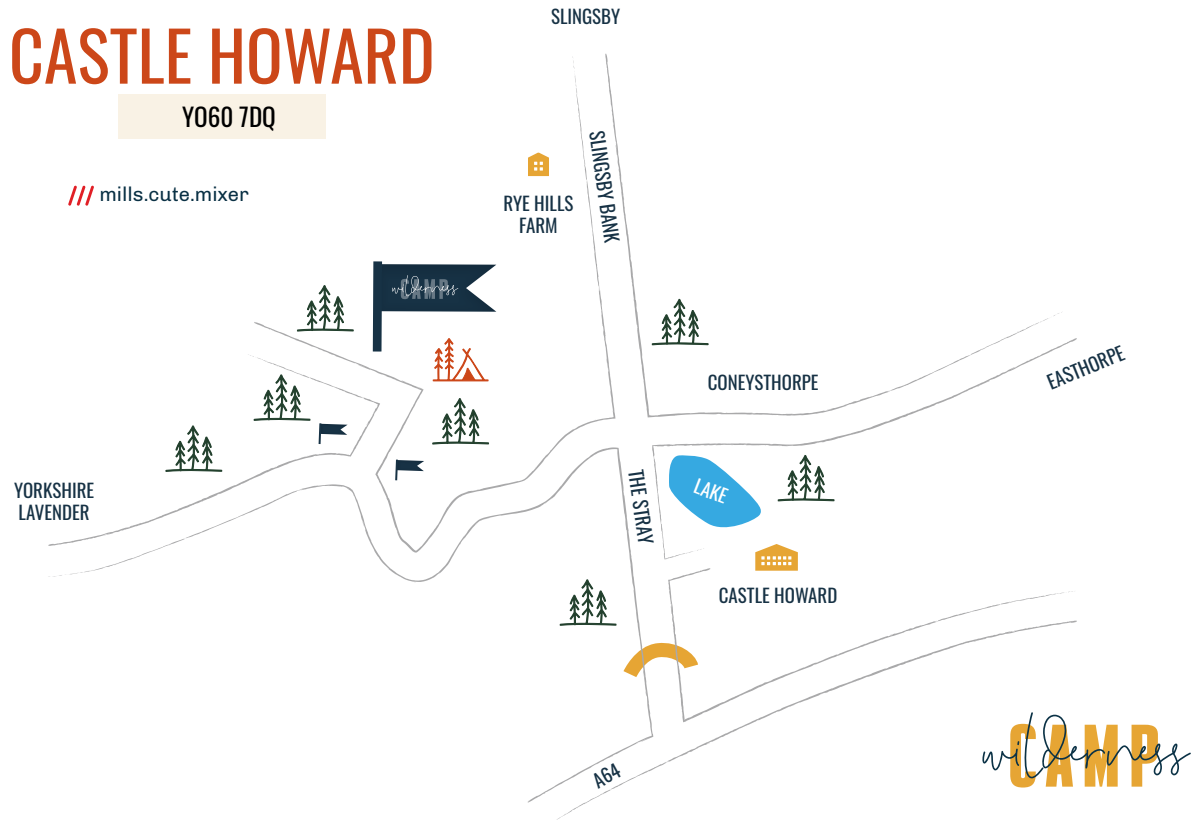 SLINGSBY
CASTLE HOWARD
YO60 7DQ
mills.cute.mixer
SLINGSBY BANK
RYE HILLS
FARM
wilderness
CAMP
CONEYSTHORPE
EASTHORPE
YORKSHIRE
LAVENDER
THE STRAY
LAKE
CASTLE HOWARD
A64
wilderness
CAMP